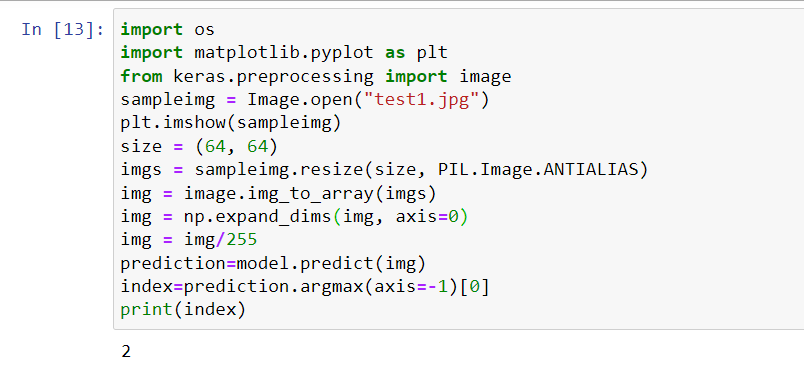 In [13]: import os
import matplotlib.pyplot as plt
from keras.preprocessing import image
sampleimg = Image.open("test1.jpg")
plt.imshow(sampleimg)
size = (64, 64)
imgs = sampleimg.resize(size, PIL.Image.ANTIALIAS)
img = image.img_to_array(imgs)
img = np.expand_dims(img, axis=0)
img = img/255
prediction=model.predict(img)
index=prediction.argmax(axis=-1)[0]
print(index)
2